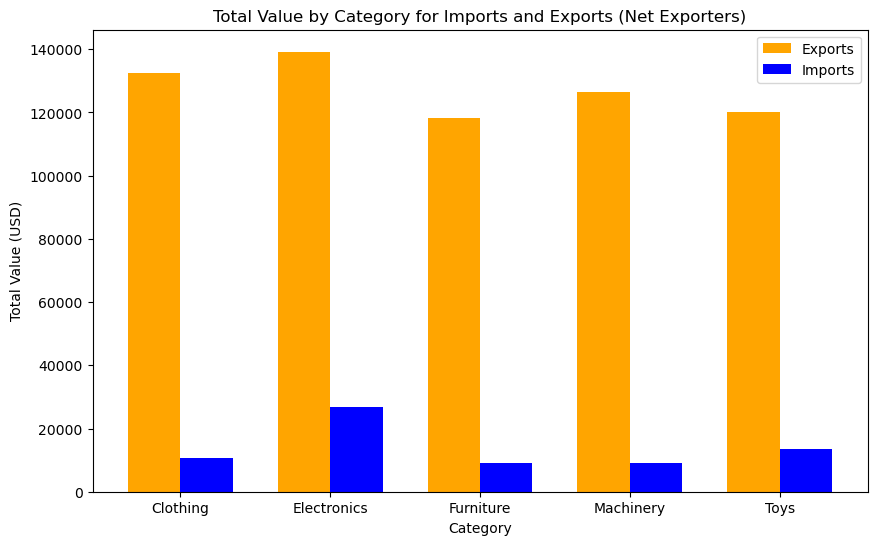 Total Value by Category for Imports and Exports (Net Exporters)
Exports
Imports
140000
120000
100000
80000
60000
40000
20000
0
Total Value (USD)
Clothing
Electronics
Furniture
Machinery
Toys
Category